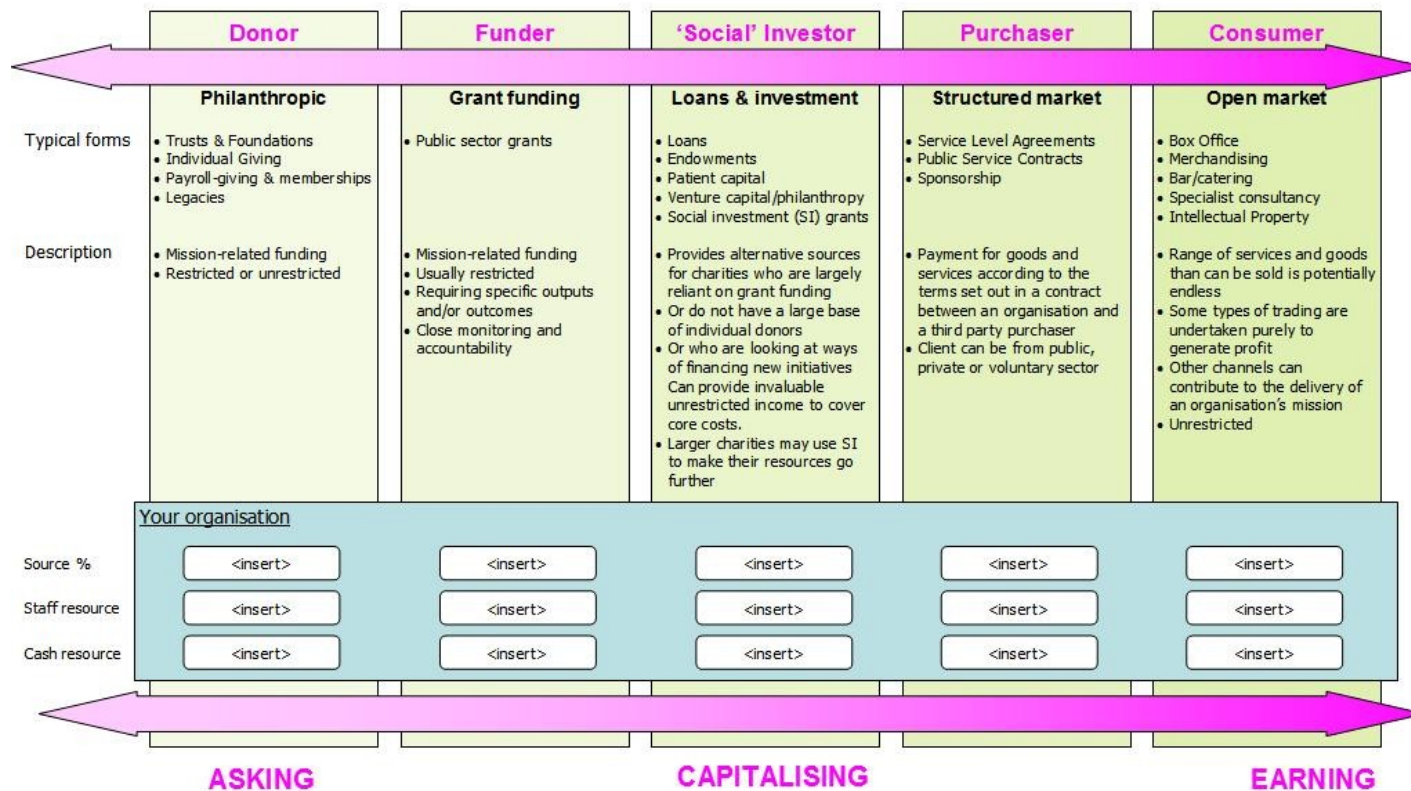 Donor
Funder
‘Social’ Investor
Purchaser
Consumer
Philanthropic
Grant funding
Loans & investment
Structured market
Open market
Typical forms
• Trusts & Foundations
• Individual Giving
• Payroll-giving & memberships
• Legacies
• Public sector grants
• Loans
• Endowments
• Patient capital
• Venture capital/philanthropy
• Social investment (SI) grants
• Service Level Agreements
• Public Service Contracts
• Sponsorship
• Box Office
• Merchandising
• Bar/catering
• Specialist consultancy
• Intellectual Property
Description
• Mission-related funding
• Restricted or unrestricted
• Mission-related funding
• Usually restricted
• Requiring specific outputs
and/or outcomes
• Close monitoring and
accountability
• Provides alternative sources
for charities who are largely
reliant on grant funding
• Or do not have a large base
of individual donors
• Or who are looking at ways
of financing new initiatives
Can provide invaluable
unrestricted income to cover
core costs.
• Larger charities may use SI
to make their resources go
further
• Payment for goods and
services according to the
terms set out in a contract
between an organisation and
a third party purchaser
• Client can be from public,
private or voluntary sector
• Range of services and goods
than can be sold is potentially
endless
• Some types of trading are
undertaken purely to
generate profit
• Other channels can
contribute to the delivery of
an organisation’s mission
• Unrestricted
Your organisation
Source %
<insert>
<insert>
<insert>
<insert>
<insert>
Staff resource
<insert>
<insert>
<insert>
<insert>
<insert>
Cash resource
<insert>
<insert>
<insert>
<insert>
<insert>
ASKING
CAPITALISING
EARNING